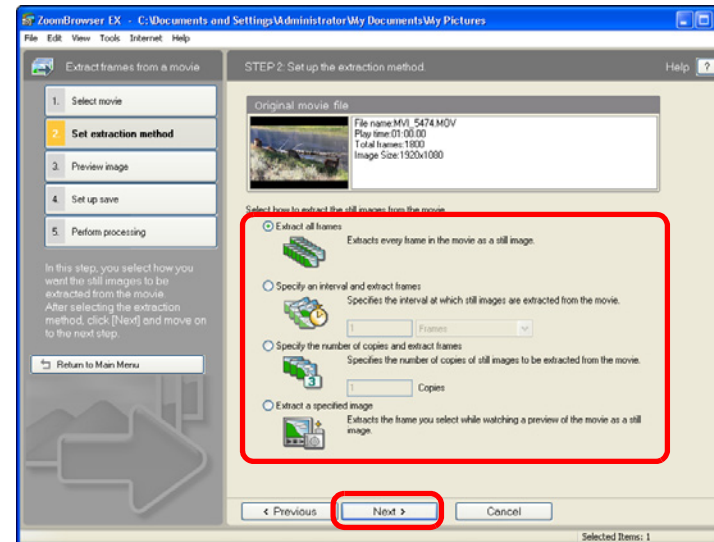 ZoomBrowser EX - C:\Documents and Settings\Administrator\My Documents\My Pictures
File Edit View Tools Internet Help
Extract frames from a movie
STEP 2: Set up the extraction method.
Help ?
1. Select movie
2. Set extraction method
3. Preview image
4. Set up save
5. Perform processing
In this step, you select how you
want the still images to be
extracted from the movie.
After selecting the extraction
method, click [Next] and move on
to the next step.
Return to Main Menu
Original movie file
File name:MVI_5474.MOV
Play time:01:00.00
Total frames:1800
Image Size:1920x1080
Select how to extract the still images from the movie.
Extract all frames
Extracts every frame in the movie as a still image.
Specify an interval and extract frames
Specifies the interval at which still images are extracted from the movie.
1 Frames
Specify the number of copies and extract frames
Specifies the number of copies of still images to be extracted from the movie.
3
1 Copies
Extract a specified image
Extracts the frame you select while watching a preview of the movie as a still
image.
< Previous Next > Cancel
Selected Items: 1